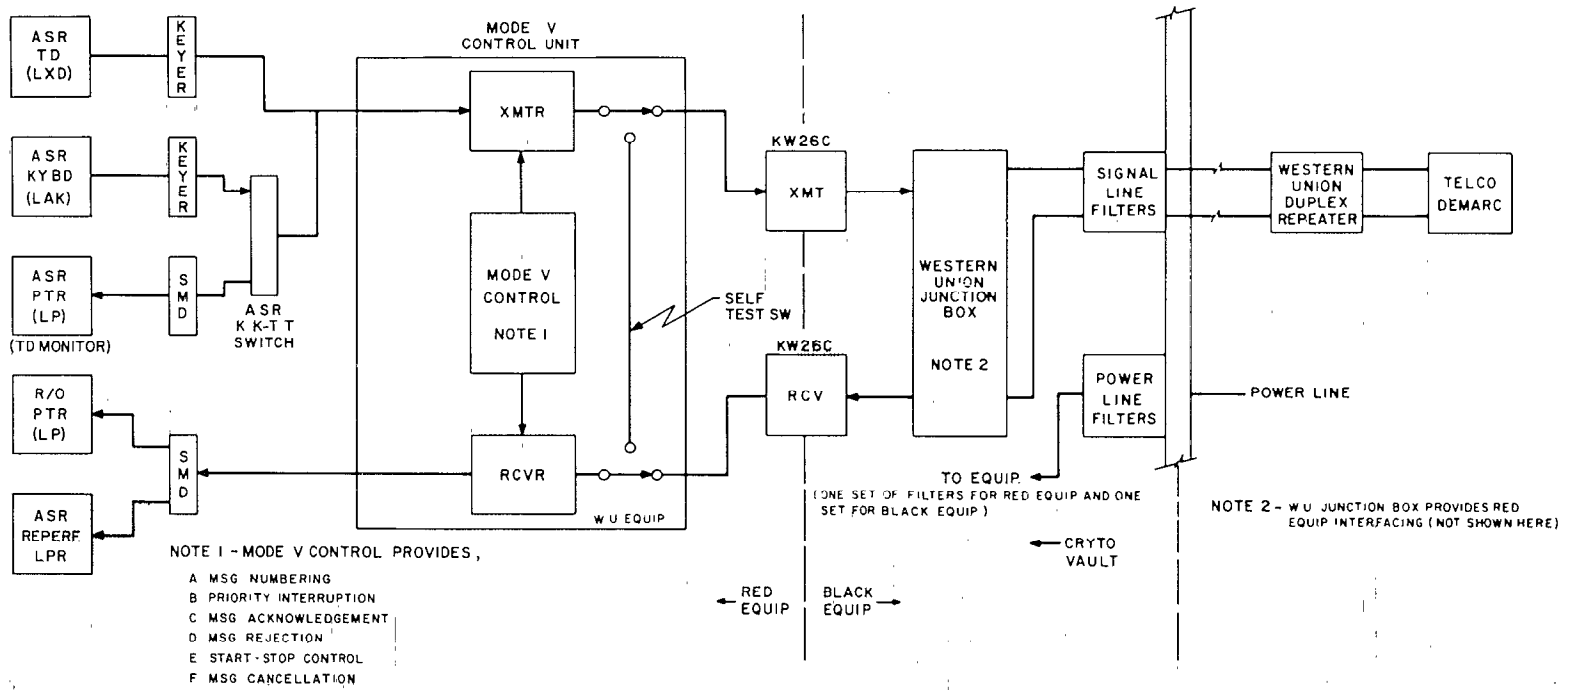 ASR
TD
(LXD)
KEYER
MODE V
CONTROL UNIT
XMTR
ASR
KYBD
(LAK)
KEYER
KW26C
XMT
SIGNAL
LINE
FILTERS
WESTERN
UNION
DUPLEX
REPEATER
TELCO
DEMARC
ASR
PTR
(LP)
(TD MONITOR)
SMD
ASR
K K-T T
SWITCH
MODE V
CONTROL
NOTE 1
SELF
TEST SW
WESTERN
UNION
JUNCTION
BOX
NOTE 2
R/O
PTR
(LP)
SMD
RCVR
KW26C
RCV
POWER
LINE
FILTERS
POWER LINE
ASR
REPERF
LPR
W U EQUIP
TO EQUIP.
(ONE SET OF FILTERS FOR RED EQUIP AND ONE
SET FOR BLACK EQUIP)
CRYTO
VAULT
NOTE 2 - W U JUNCTION BOX PROVIDES RED
EQUIP INTERFACING (NOT SHOWN HERE)
NOTE 1 - MODE V CONTROL PROVIDES,
A MSG NUMBERING
B PRIORITY INTERRUPTION
C MSG ACKNOWLEDGEMENT
D MSG REJECTION
E START-STOP CONTROL
F MSG CANCELLATION
RED
EQUIP
BLACK
EQUIP